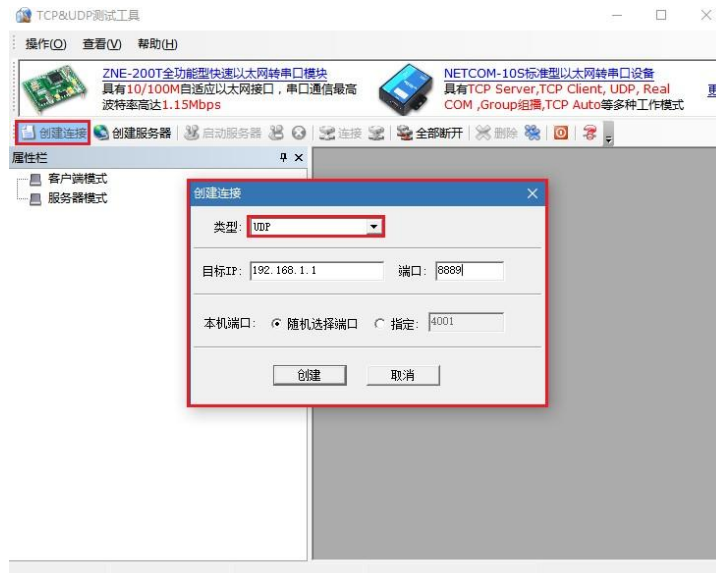 TCP&UDP测试工具
操作(O) 查看(V) 帮助(H)
ZNE-200T全功能型快速以太网转串口模块
具有10/100M自适应以太网接口，串口通信最高
波特率高达1.15Mbps
NETCOM-10S标准型以太网转串口设备
具有TCP Server,TCP Client, UDP, Real
COM ,Group组播,TCP Auto等多种工作模式
创建连接 创建服务器 启动服务器 连接 全部断开 删除
属性栏
客户端模式
服务器模式
创建连接
类型: UDP
目标IP: 192.168.1.1 端口: 8889
本机端口: 随机选择端口 指定: 4001
创建 取消